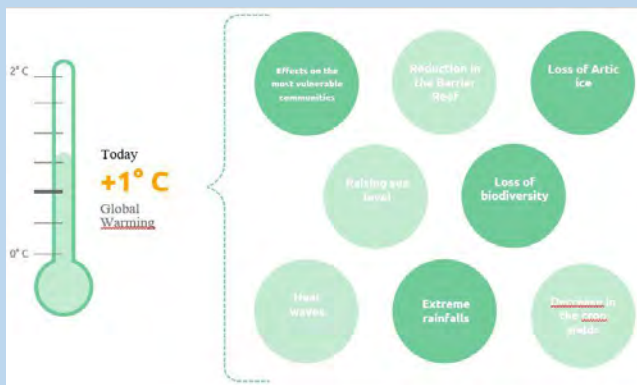 2° C
Today
+1° C
Global
Warming
0° C
Effects on the
most vulnerable
communities
Reduction in
the Barrier
Reef
Loss of Artic
ice
Raising sea
level
Loss of
biodiversity
Heat
waves
Extreme
rainfalls
Decrease in
the crop
yields